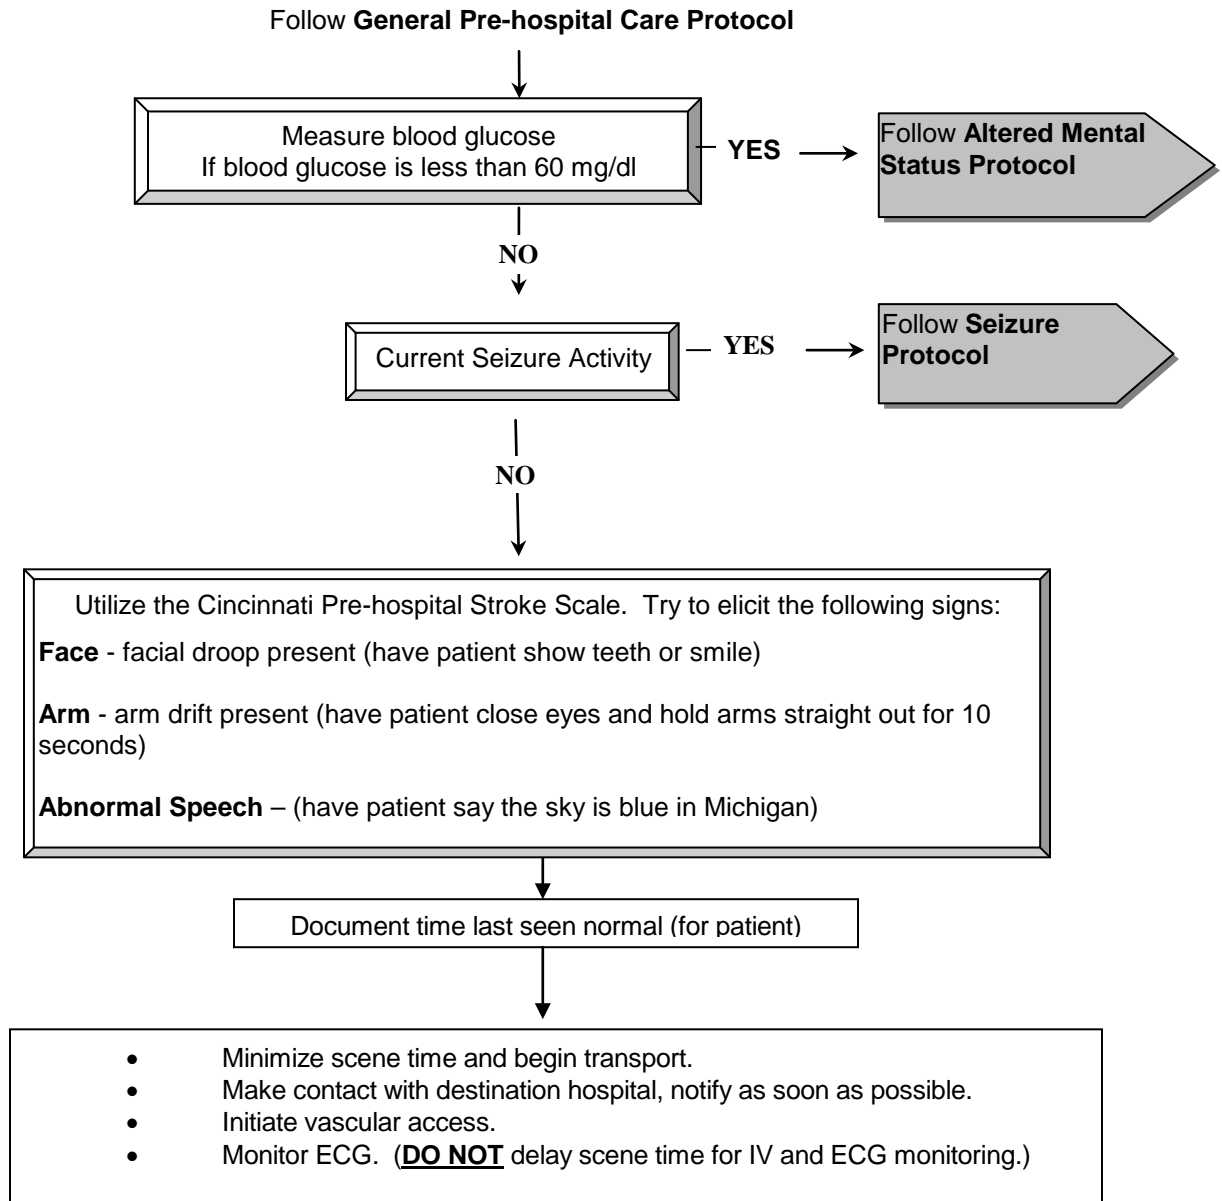 Follow General Pre-hospital Care Protocol
Measure blood glucose
If blood glucose is less than 60 mg/dl
YES
Follow Altered Mental
Status Protocol
NO
Current Seizure Activity
YES
Follow Seizure
Protocol
NO
Utilize the Cincinnati Pre-hospital Stroke Scale.  Try to elicit the following signs:
Face - facial droop present (have patient show teeth or smile)
Arm - arm drift present (have patient close eyes and hold arms straight out for 10
seconds)
Abnormal Speech – (have patient say the sky is blue in Michigan)
Document time last seen normal (for patient)
• Minimize scene time and begin transport.
• Make contact with destination hospital, notify as soon as possible.
• Initiate vascular access.
• Monitor ECG.  (DO NOT delay scene time for IV and ECG monitoring.)